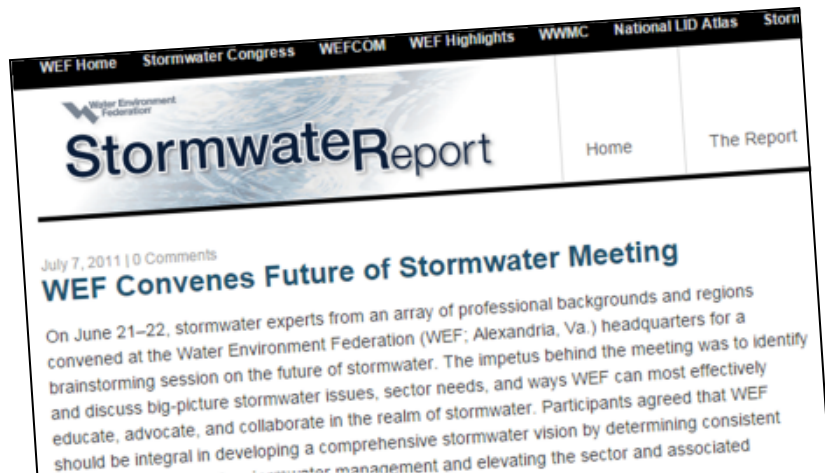 WEF Home Stormwater Congress WEFCOM WEF Highlights WWMC National LID Atlas Storm
Water Environment
Federation
StormwateReport
Home The Report
July 7, 2011 | 0 Comments
WEF Convenes Future of Stormwater Meeting
On June 21–22, stormwater experts from an array of professional backgrounds and regions
convened at the Water Environment Federation (WEF; Alexandria, Va.) headquarters for a
brainstorming session on the future of stormwater. The impetus behind the meeting was to identify
and discuss big-picture stormwater issues, sector needs, and ways WEF can most effectively
educate, advocate, and collaborate in the realm of stormwater. Participants agreed that WEF
should be integral in developing a comprehensive stormwater vision by determining consistent
stormwater management and elevating the sector and associated